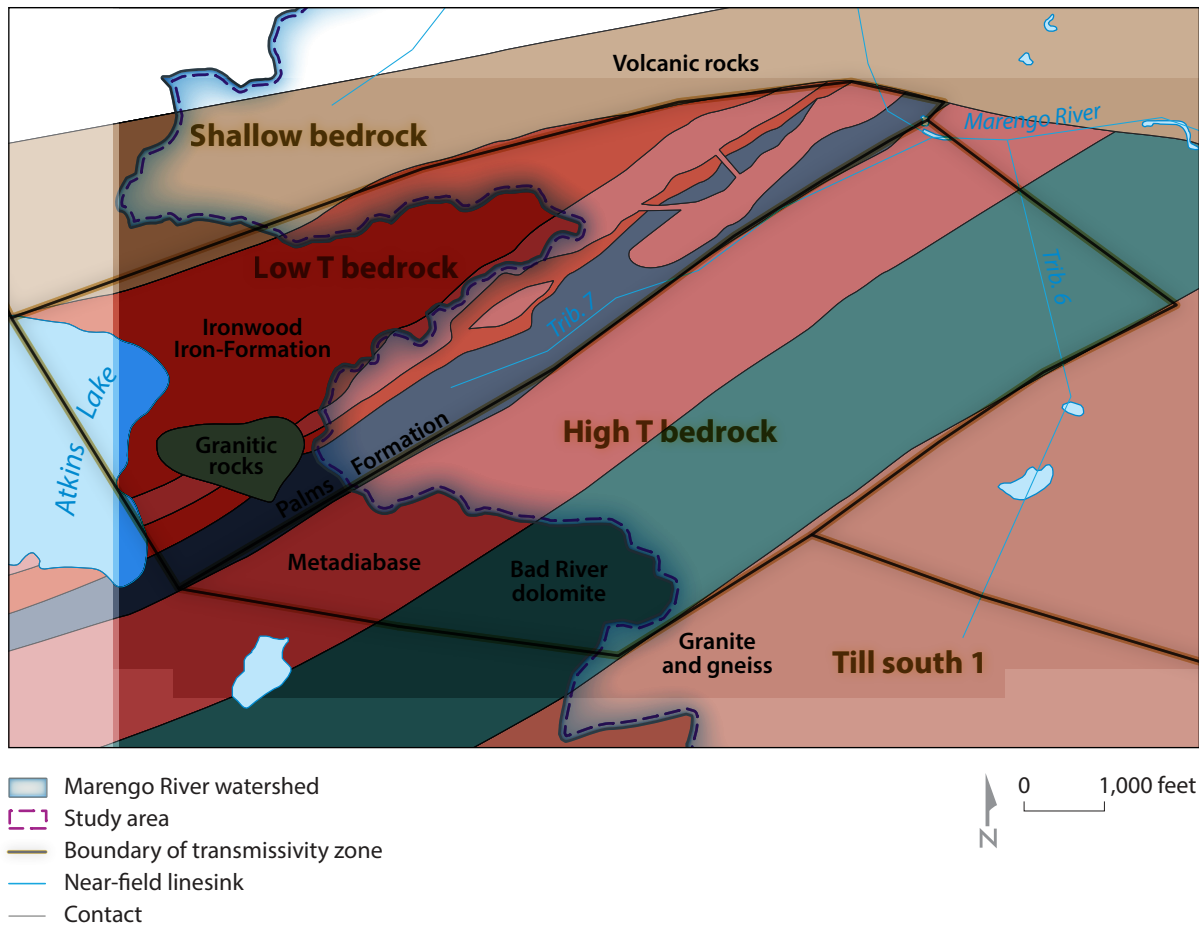 Volcanic rocks
Shallow bedrock
Marengo River
Low T bedrock
Trib. 6
Ironwood
Iron-Formation
Trib. 7
Atkins Lake
Granitic
rocks
High T bedrock
Palms Formation
Metadiabase
Bad River
dolomite
Granite
and gneiss
Till south 1
Marengo River watershed
Study area
Boundary of transmissivity zone
Near-field linesink
Contact
N
0 1,000 feet